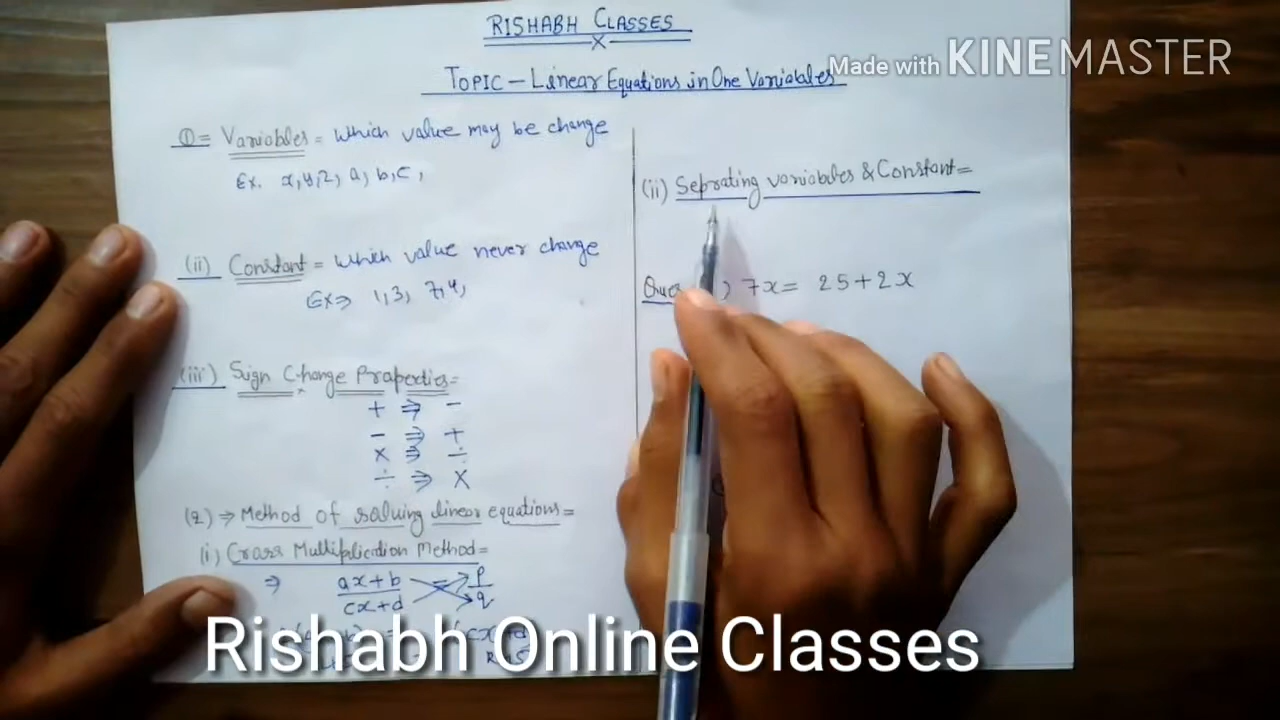 RISHABH CLASSES
Made with KINEMASTER
TOPIC – Linear Equations in One Variables
①= Variables = which value may be change
Ex. x, y, z, a, b, c,
(ii) Constant = which value never change
Ex⇒ 1, 3, 7, 4,
(iii) Sign Change Properties=
+ ⇒ −
− ⇒ +
× ⇒ ÷
÷ ⇒ ×
(2) ⇒ Method of solving linear equations=
(i) Cross Multiplication Method=
⇒ ax+b = p
cx+d q
(ii) Seprating variables & Constant=
7x = 25+2x
Rishabh Online Classes